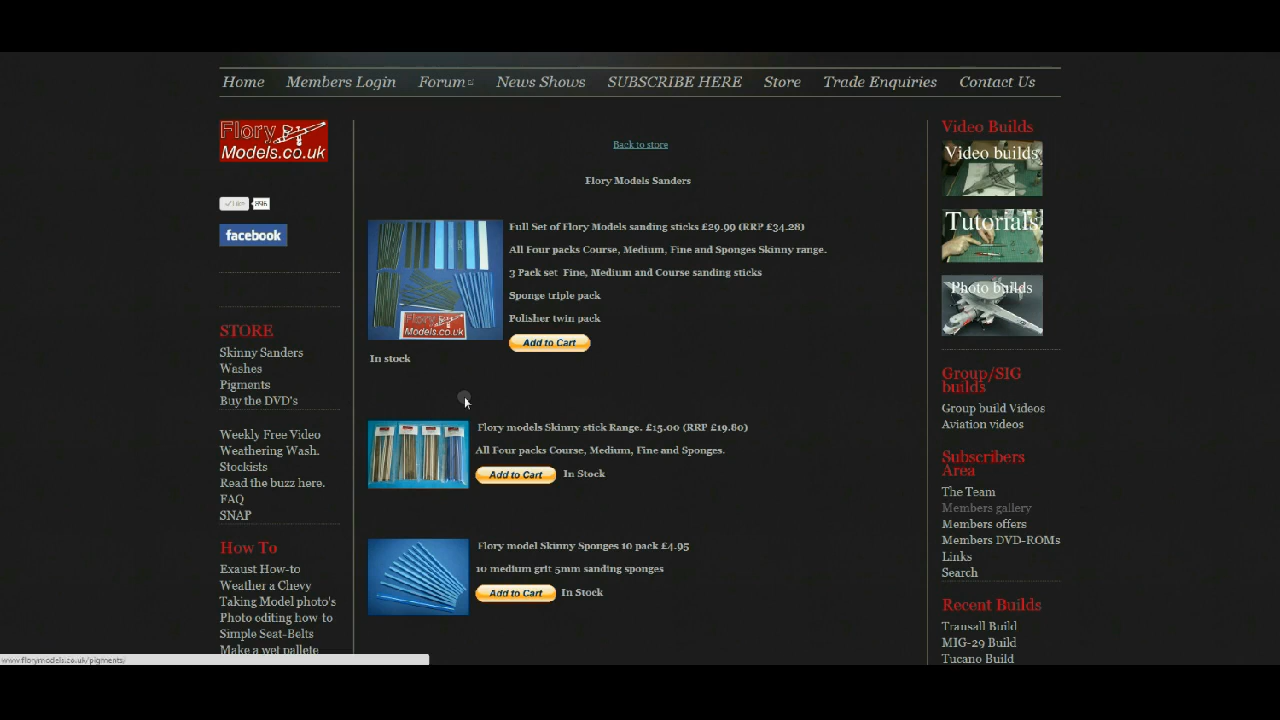 Home Members Login Forum News Shows SUBSCRIBE HERE Store Trade Enquiries Contact Us
Flory
Models.co.uk
Like 896
facebook
STORE
Skinny Sanders
Washes
Pigments
Buy the DVD's
Weekly Free Video
Weathering Wash.
Stockists
Read the buzz here.
FAQ
SNAP
How To
Exaust How-to
Weather a Chevy
Taking Model photo's
Photo editing how to
Simple Seat-Belts
Make a wet pallete
Back to store
Flory Models Sanders
Full Set of Flory Models sanding sticks £29.99 (RRP £34.28)
All Four packs Course, Medium, Fine and Sponges Skinny range.
3 Pack set Fine, Medium and Course sanding sticks
Sponge triple pack
Polisher twin pack
Add to Cart
Flory
Models.co.uk
In stock
Flory models Skinny stick Range. £15.00 (RRP £19.80)
All Four packs Course, Medium, Fine and Sponges.
Add to Cart In Stock
Flory model Skinny Sponges 10 pack £4.95
10 medium grit 5mm sanding sponges
Add to Cart In Stock
Video Builds
Video builds
Tutorials
Photo builds
Group/SIG
builds
Group build Videos
Aviation videos
Subscribers
Area
The Team
Members gallery
Members offers
Members DVD-ROMs
Links
Search
Recent Builds
Transall Build
MIG-29 Build
Tucano Build
www.florymodels.co.uk/pigments/